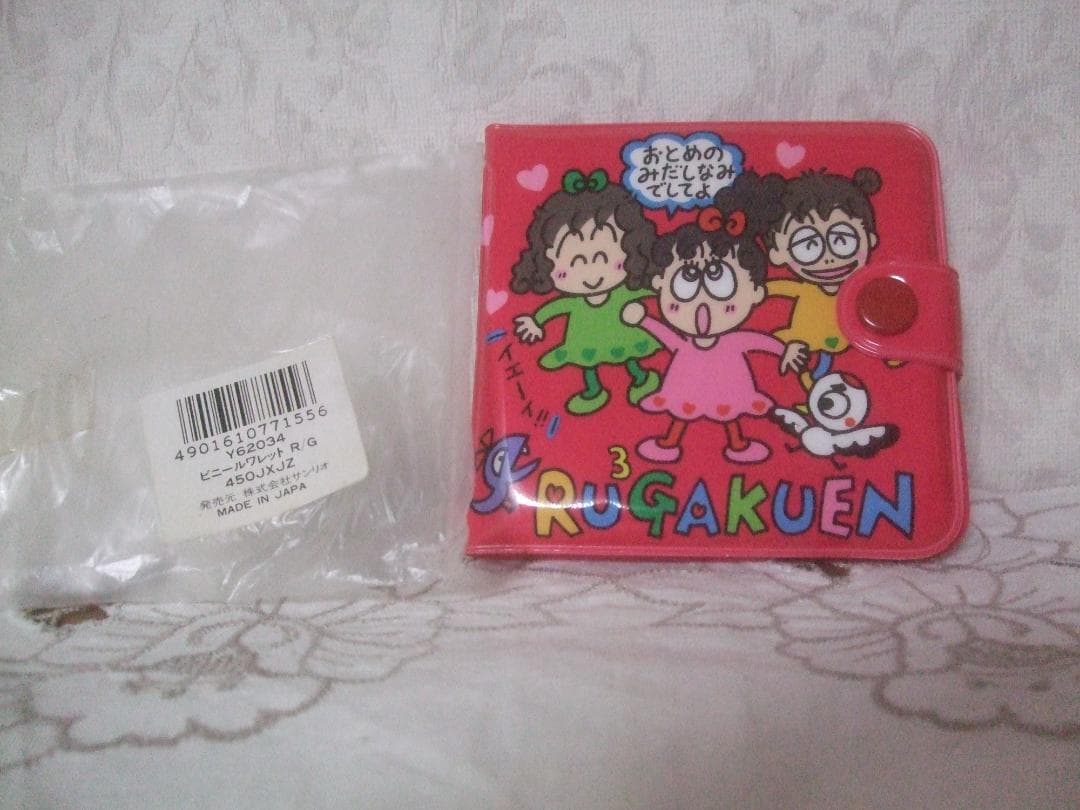 4901610771556
Y62034
ビニールワレット R/G
450JXJZ
発売元 株式会社サンリオ
MADE IN JAPA
おとめの
みだしなみ
でしてよ
イエーイ!!
3
RUGAKUEN